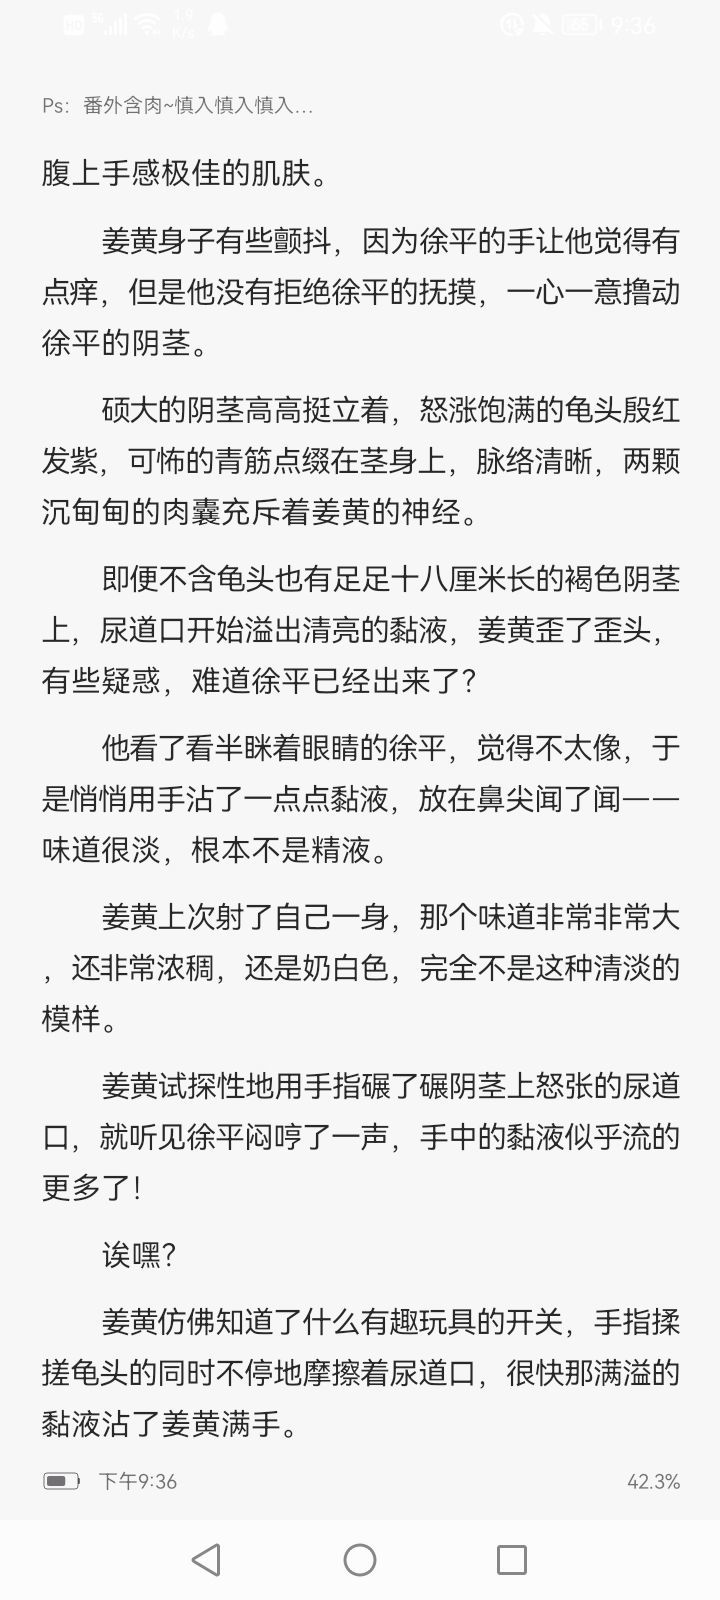 HD 5G 1.9 K/s 65 9:36
Ps：番外含肉~慎入慎入慎入...
腹上手感极佳的肌肤。
姜黄身子有些颤抖，因为徐平的手让他觉得有
点痒，但是他没有拒绝徐平的抚摸，一心一意撸动
徐平的阴茎。
硕大的阴茎高高挺立着，怒涨饱满的龟头殷红
发紫，可怖的青筋点缀在茎身上，脉络清晰，两颗
沉甸甸的肉囊充斥着姜黄的神经。
即便不含龟头也有足足十八厘米长的褐色阴茎
上，尿道口开始溢出清亮的黏液，姜黄歪了歪头，
有些疑惑，难道徐平已经出来了？
他看了看半眯着眼睛的徐平，觉得不太像，于
是悄悄用手沾了一点点黏液，放在鼻尖闻了闻——
味道很淡，根本不是精液。
姜黄上次射了自己一身，那个味道非常非常大
，还非常浓稠，还是奶白色，完全不是这种清淡的
模样。
姜黄试探性地用手指碾了碾阴茎上怒张的尿道
口，就听见徐平闷哼了一声，手中的黏液似乎流的
更多了！
诶嘿？
姜黄仿佛知道了什么有趣玩具的开关，手指揉
搓龟头的同时不停地摩擦着尿道口，很快那满溢的
黏液沾了姜黄满手。
下午9:36 42.3%